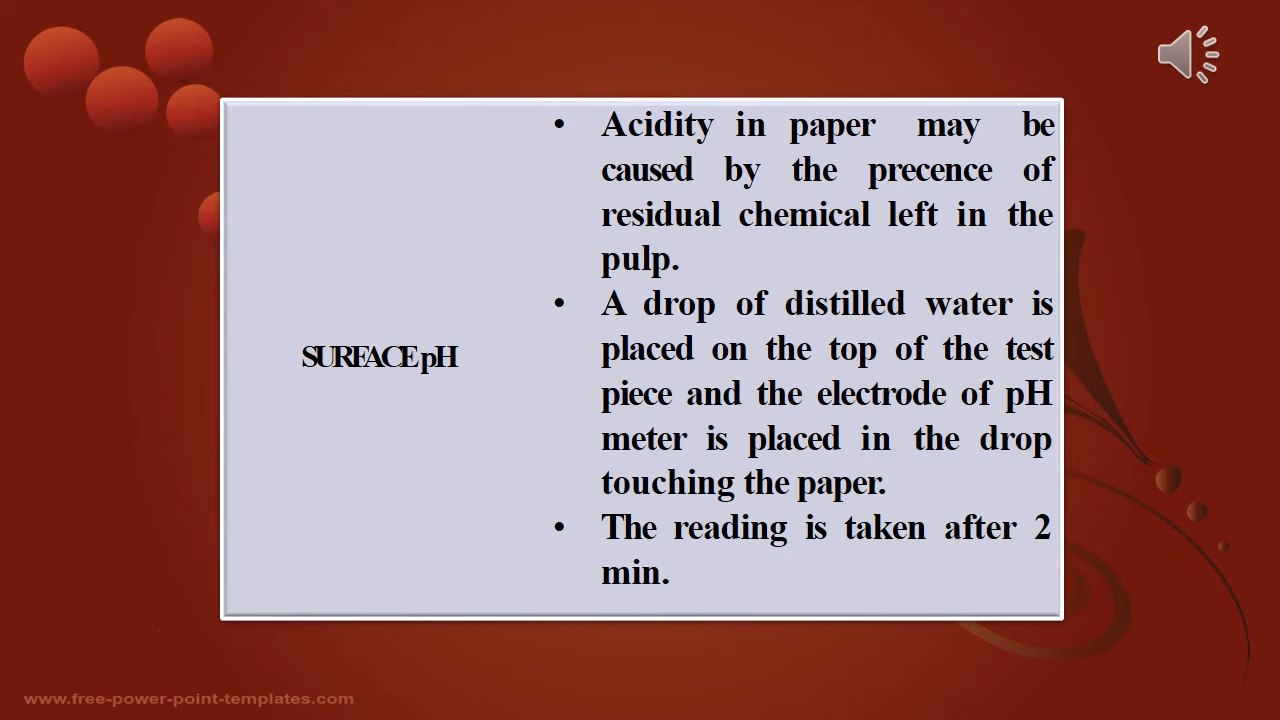 • Acidity in paper may be
caused by the precence of
residual chemical left in the
pulp.
• A drop of distilled water is
placed on the top of the test
SURFACE pH
piece and the electrode of pH
meter is placed in the drop
touching the paper.
• The reading is taken after 2
min.
www.free-power-point-templates.com